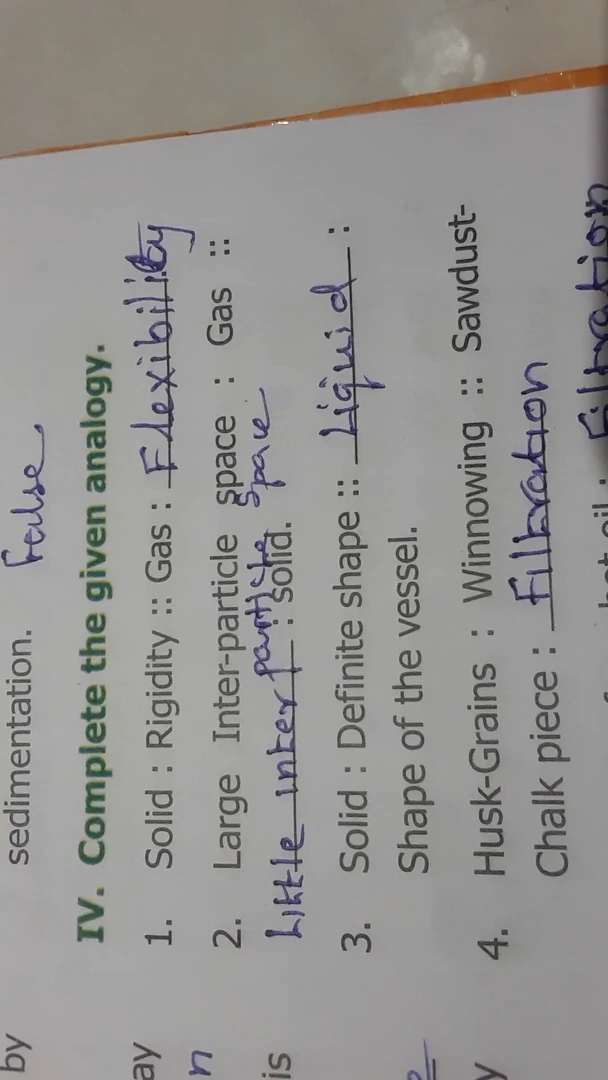 sedimentation. False
IV. Complete the given analogy.
1. Solid : Rigidity :: Gas : Flexibility
2. Large Inter-particle space : Gas ::
Little inter particle space : solid.
3. Solid : Definite shape :: Liquid :
Shape of the vessel.
4. Husk-Grains : Winnowing :: Sawdust-
Chalk piece : Filtration
Filtration
by
ay
n
is
y